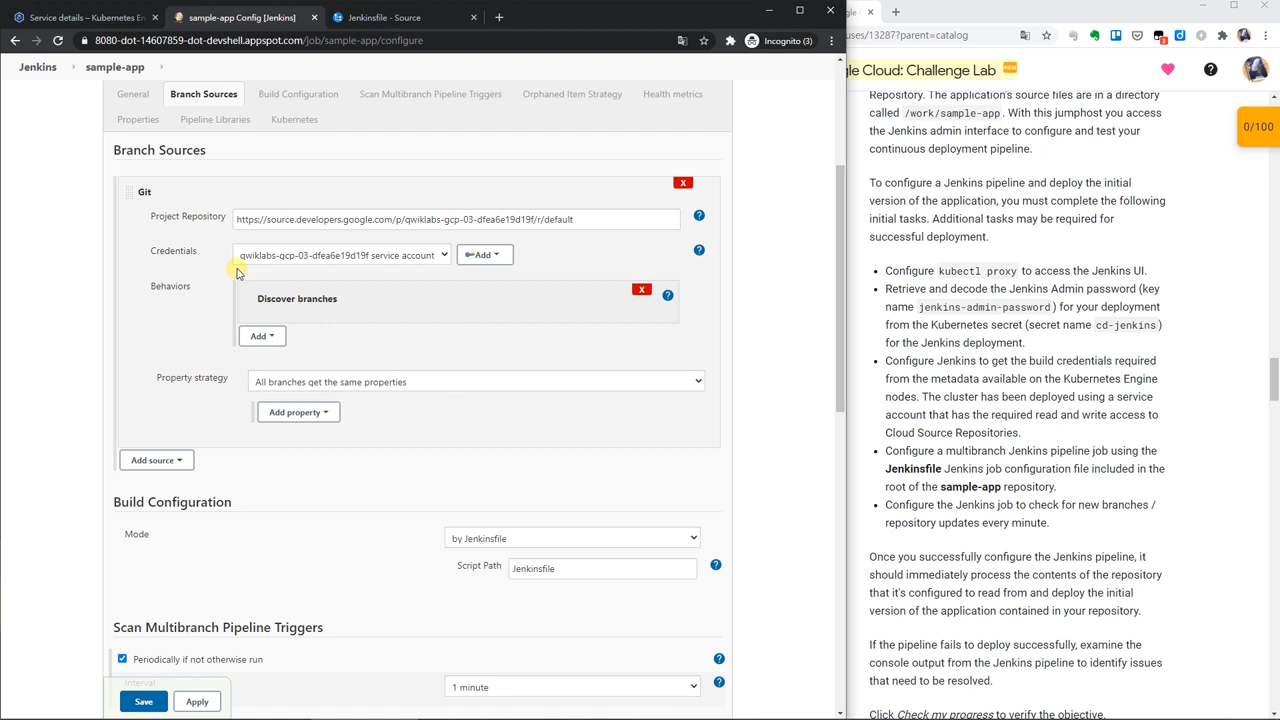 Service details – Kubernetes En
sample-app Config [Jenkins]
Jenkinsfile - Source
8080-dot-14607859-dot-devshell.appspot.com/job/sample-app/configure
Incognito (3)
Jenkins
sample-app
General
Branch Sources
Build Configuration
Scan Multibranch Pipeline Triggers
Orphaned Item Strategy
Health metrics
Properties
Pipeline Libraries
Kubernetes
Branch Sources
Git
X
Project Repository
https://source.developers.google.com/p/qwiklabs-gcp-03-dfea6e19d19f/r/default
Credentials
qwiklabs-gcp-03-dfea6e19d19f service account
Add
Behaviors
Discover branches
X
Add
Property strategy
All branches get the same properties
Add property
Add source
Build Configuration
Mode
by Jenkinsfile
Script Path
Jenkinsfile
Scan Multibranch Pipeline Triggers
Periodically if not otherwise run
Interval
1 minute
Save
Apply
uses/13287?parent=catalog
gle Cloud: Challenge Lab
NEW
0/100
Repository. The application's source files are in a directory
called /work/sample-app. With this jumphost you access
the Jenkins admin interface to configure and test your
continuous deployment pipeline.
To configure a Jenkins pipeline and deploy the initial
version of the application, you must complete the following
initial tasks. Additional tasks may be required for
successful deployment.
• Configure kubectl proxy to access the Jenkins UI.
• Retrieve and decode the Jenkins Admin password (key
name jenkins-admin-password) for your deployment
from the Kubernetes secret (secret name cd-jenkins)
for the Jenkins deployment.
• Configure Jenkins to get the build credentials required
from the metadata available on the Kubernetes Engine
nodes. The cluster has been deployed using a service
account that has the required read and write access to
Cloud Source Repositories.
• Configure a multibranch Jenkins pipeline job using the
Jenkinsfile Jenkins job configuration file included in the
root of the sample-app repository.
• Configure the Jenkins job to check for new branches /
repository updates every minute.
Once you successfully configure the Jenkins pipeline, it
should immediately process the contents of the repository
that it's configured to read from and deploy the initial
version of the application contained in your repository.
If the pipeline fails to deploy successfully, examine the
console output from the Jenkins pipeline to identify issues
that need to be resolved.
Click Check my progress to verify the objective.